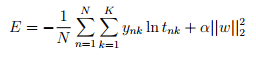 E = -\frac{1}{N} \sum_{n=1}^{N} \sum_{k=1}^{K} y_{nk} \ln t_{nk} + \alpha ||w||_2^2